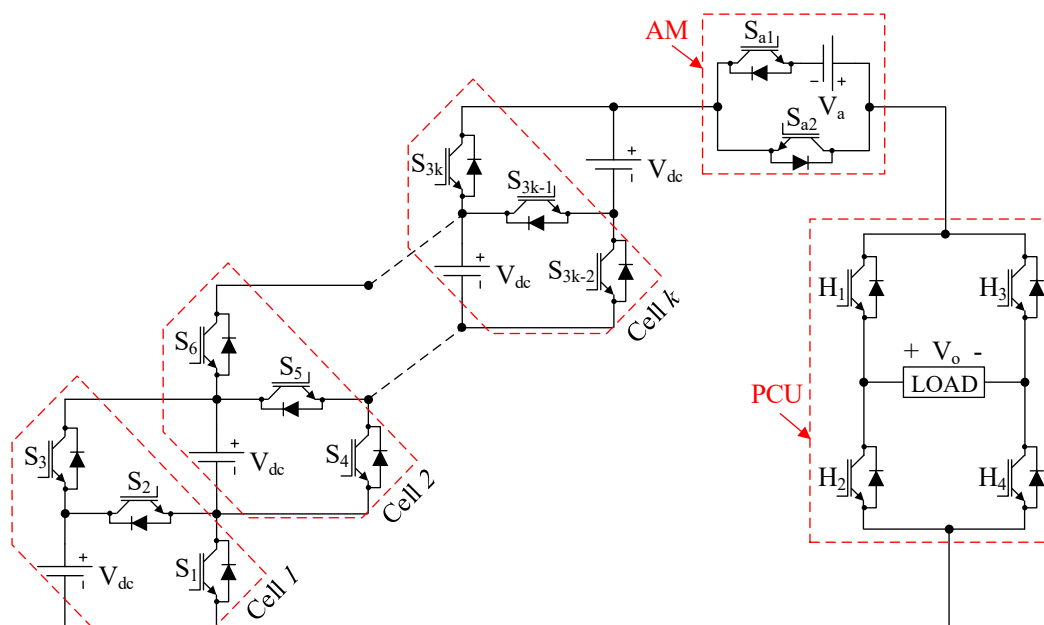 AM
Sa1
Va
Sa2
S3k
S3k-1
Vdc
Vdc
S3k-2
Cell k
S6
S5
Vdc
S4
Cell 2
S3
S2
Vdc
S1
Cell 1
PCU
H1
H3
+ Vo -
LOAD
H2
H4